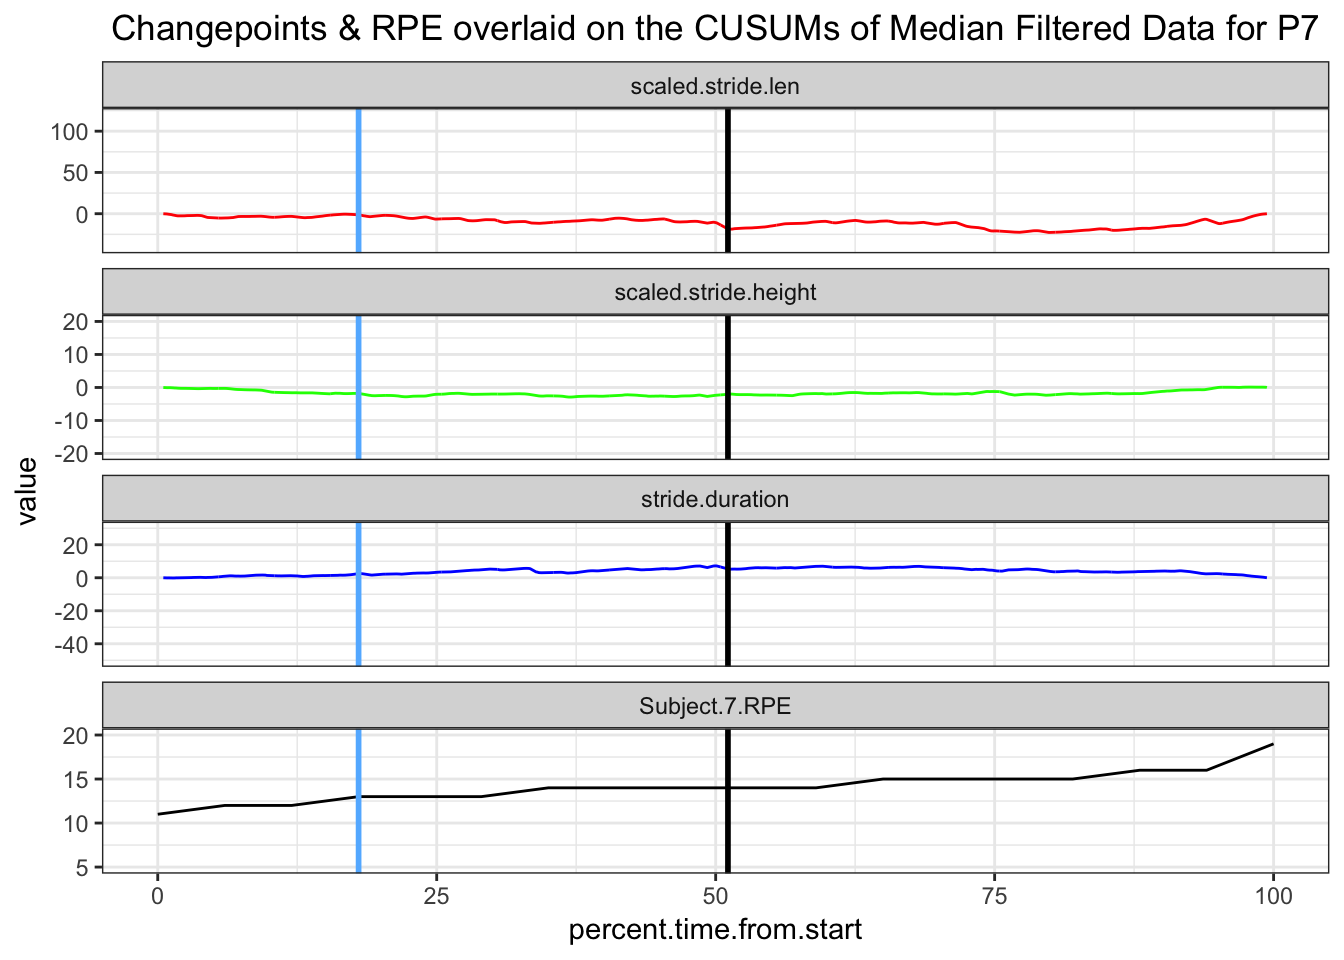 Changepoints & RPE overlaid on the CUSUMs of Median Filtered Data for P7
scaled.stride.len
100
50
0
scaled.stride.height
20
10
0
-10
-20
value
stride.duration
20
0
-20
-40
Subject.7.RPE
20
15
10
5
0 25 50 75 100
percent.time.from.start